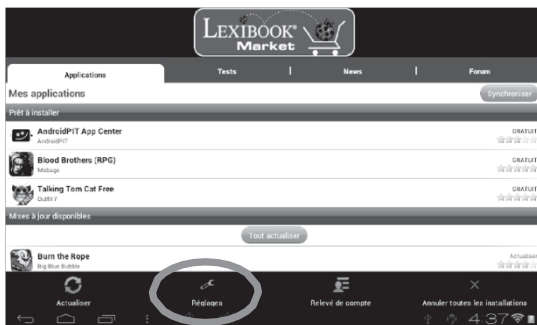 LEXIBOOK®
Market
Applications Tests | News | Forum
Mes applications Synchroniser
Prêt à installer
AndroidPIT App Center GRATUIT
AndroidPIT
Blood Brothers (RPG) GRATUIT
Mobage
Talking Tom Cat Free GRATUIT
Outfit 7
Mises à jour disponibles
Tout actualiser
Burn the Rope Actualiser
Big Blue Bubble
Actualiser Réglages Relevé de compte Annuler toutes les installations
4:37